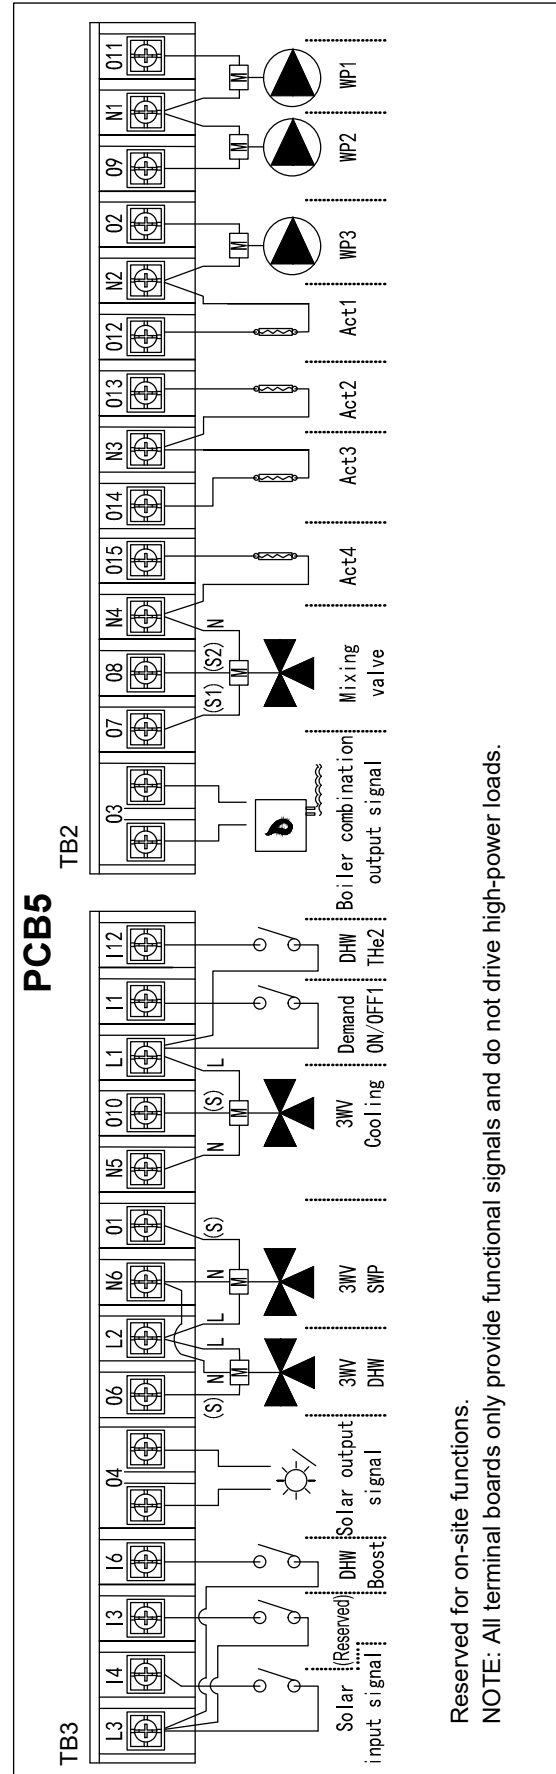 PCB5
TB3 TB2
L3 I4 I3 I6 04 06 L2 N6 01 N5 010 L1 I1 I12 03 07 08 N4 015 014 N3 013 012 N2 02 09 N1 011
(S) N L L N (S) N (S) L (S1) (S2) N
M M M M M M M
Solar
input signal
(Reserved)
DHW
Boost
Solar output
signal
3WV
DHW
3WV
SWP
3WV
Cooling
Demand
ON/OFF1
DHW
THe2
Boiler combination
output signal
Mixing
valve
Act4
Act3
Act2
Act1
WP3
WP2
WP1
Reserved for on-site functions.
NOTE: All terminal boards only provide functional signals and do not drive high-power loads.